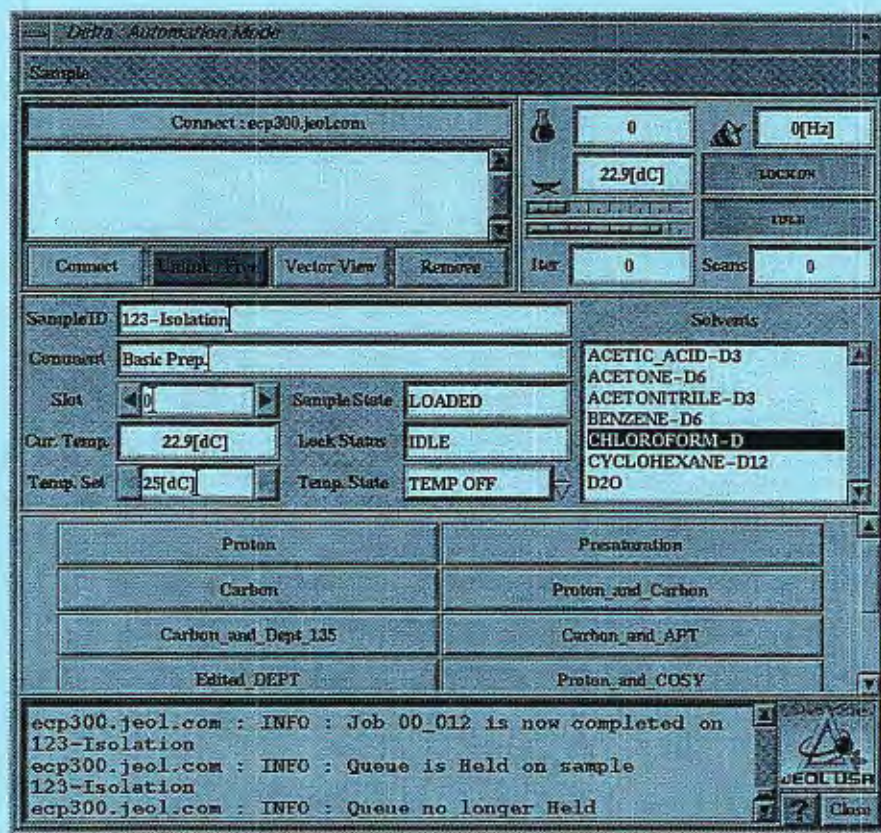 Delta : Automation Mode
Sample
Connect : ecp300.jeol.com
0
0[Hz]
22.9[dC]
LOCK ON
IDLE
Connect
Vector View
Remove
Iter
0
Scans
0
SampleID
123-Isolation
Solvents
Comment
Basic Prep.
ACETIC_ACID-D3
ACETONE-D6
ACETONITRILE-D3
BENZENE-D6
CHLOROFORM-D
CYCLOHEXANE-D12
D2O
Slot
0
Sample State
LOADED
Cur. Temp.
22.9[dC]
Lock Status
IDLE
Temp. Set
25[dC]
Temp. State
TEMP OFF
Proton
Presaturation
Carbon
Proton_and_Carbon
Carbon_and_Dept_135
Carbon_and_APT
Edited_DEPT
Proton_and_COSY
ecp300.jeol.com : INFO : Job 00_012 is now completed on
123-Isolation
ecp300.jeol.com : INFO : Queue is Held on sample
123-Isolation
ecp300.jeol.com : INFO : Queue no longer Held
JEOL USA
?
Close